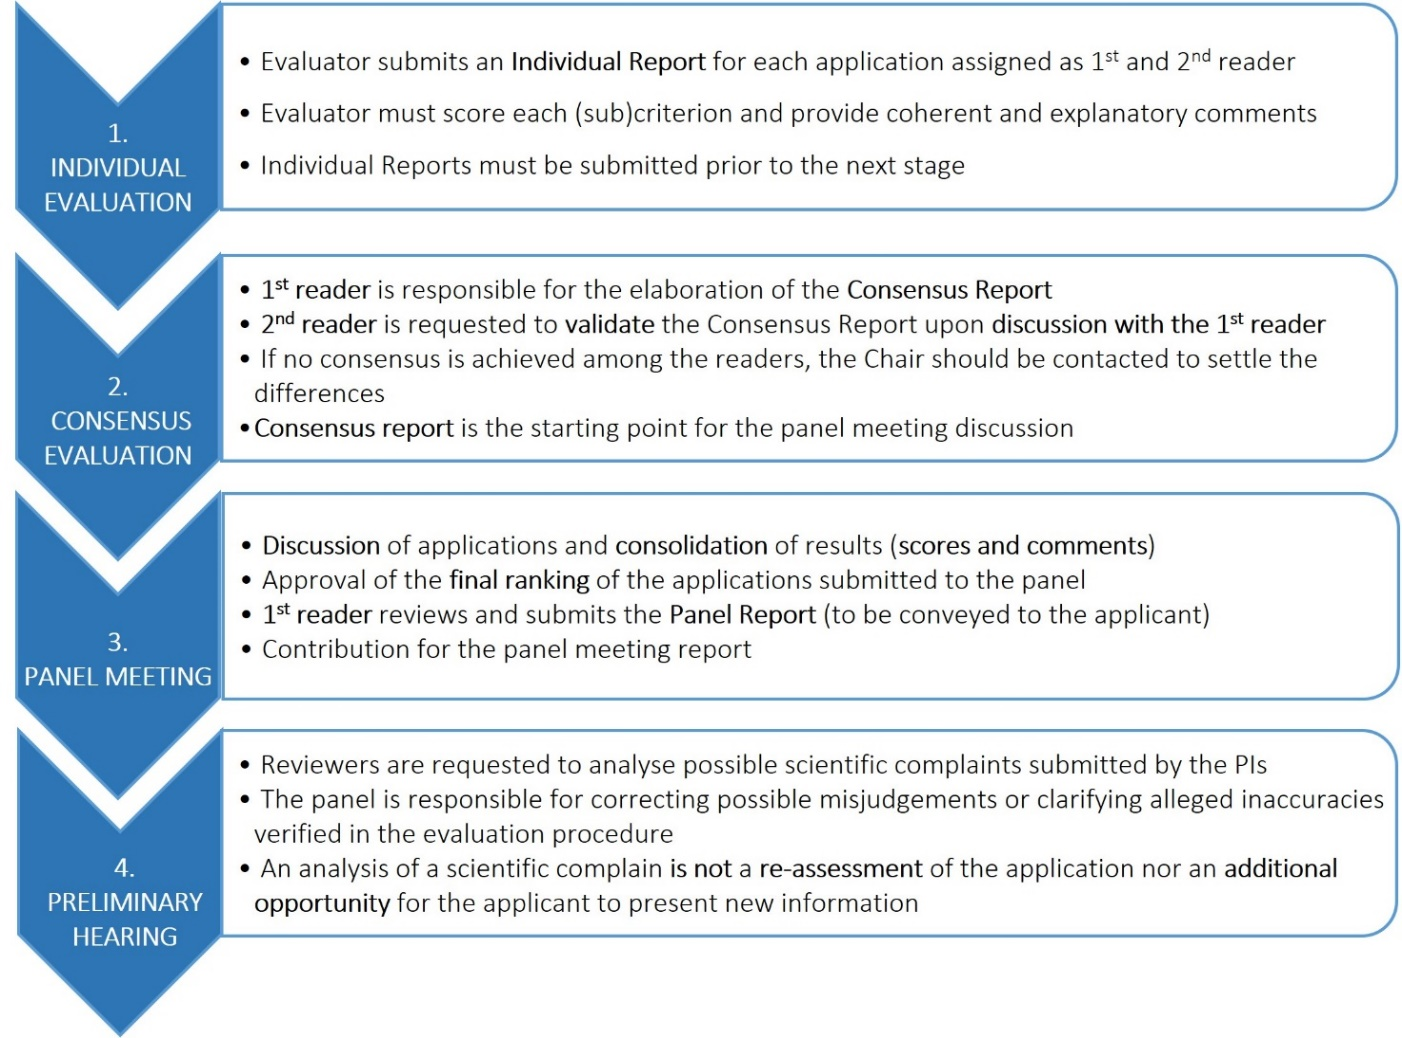 1.
INDIVIDUAL
EVALUATION
• Evaluator submits an Individual Report for each application assigned as 1st and 2nd reader
• Evaluator must score each (sub)criterion and provide coherent and explanatory comments
• Individual Reports must be submitted prior to the next stage
2.
CONSENSUS
EVALUATION
• 1st reader is responsible for the elaboration of the Consensus Report
• 2nd reader is requested to validate the Consensus Report upon discussion with the 1st reader
• If no consensus is achieved among the readers, the Chair should be contacted to settle the
differences
• Consensus report is the starting point for the panel meeting discussion
3.
PANEL MEETING
• Discussion of applications and consolidation of results (scores and comments)
• Approval of the final ranking of the applications submitted to the panel
• 1st reader reviews and submits the Panel Report (to be conveyed to the applicant)
• Contribution for the panel meeting report
4.
PRELIMINARY
HEARING
• Reviewers are requested to analyse possible scientific complaints submitted by the PIs
• The panel is responsible for correcting possible misjudgements or clarifying alleged inaccuracies
verified in the evaluation procedure
• An analysis of a scientific complain is not a re-assessment of the application nor an additional
opportunity for the applicant to present new information